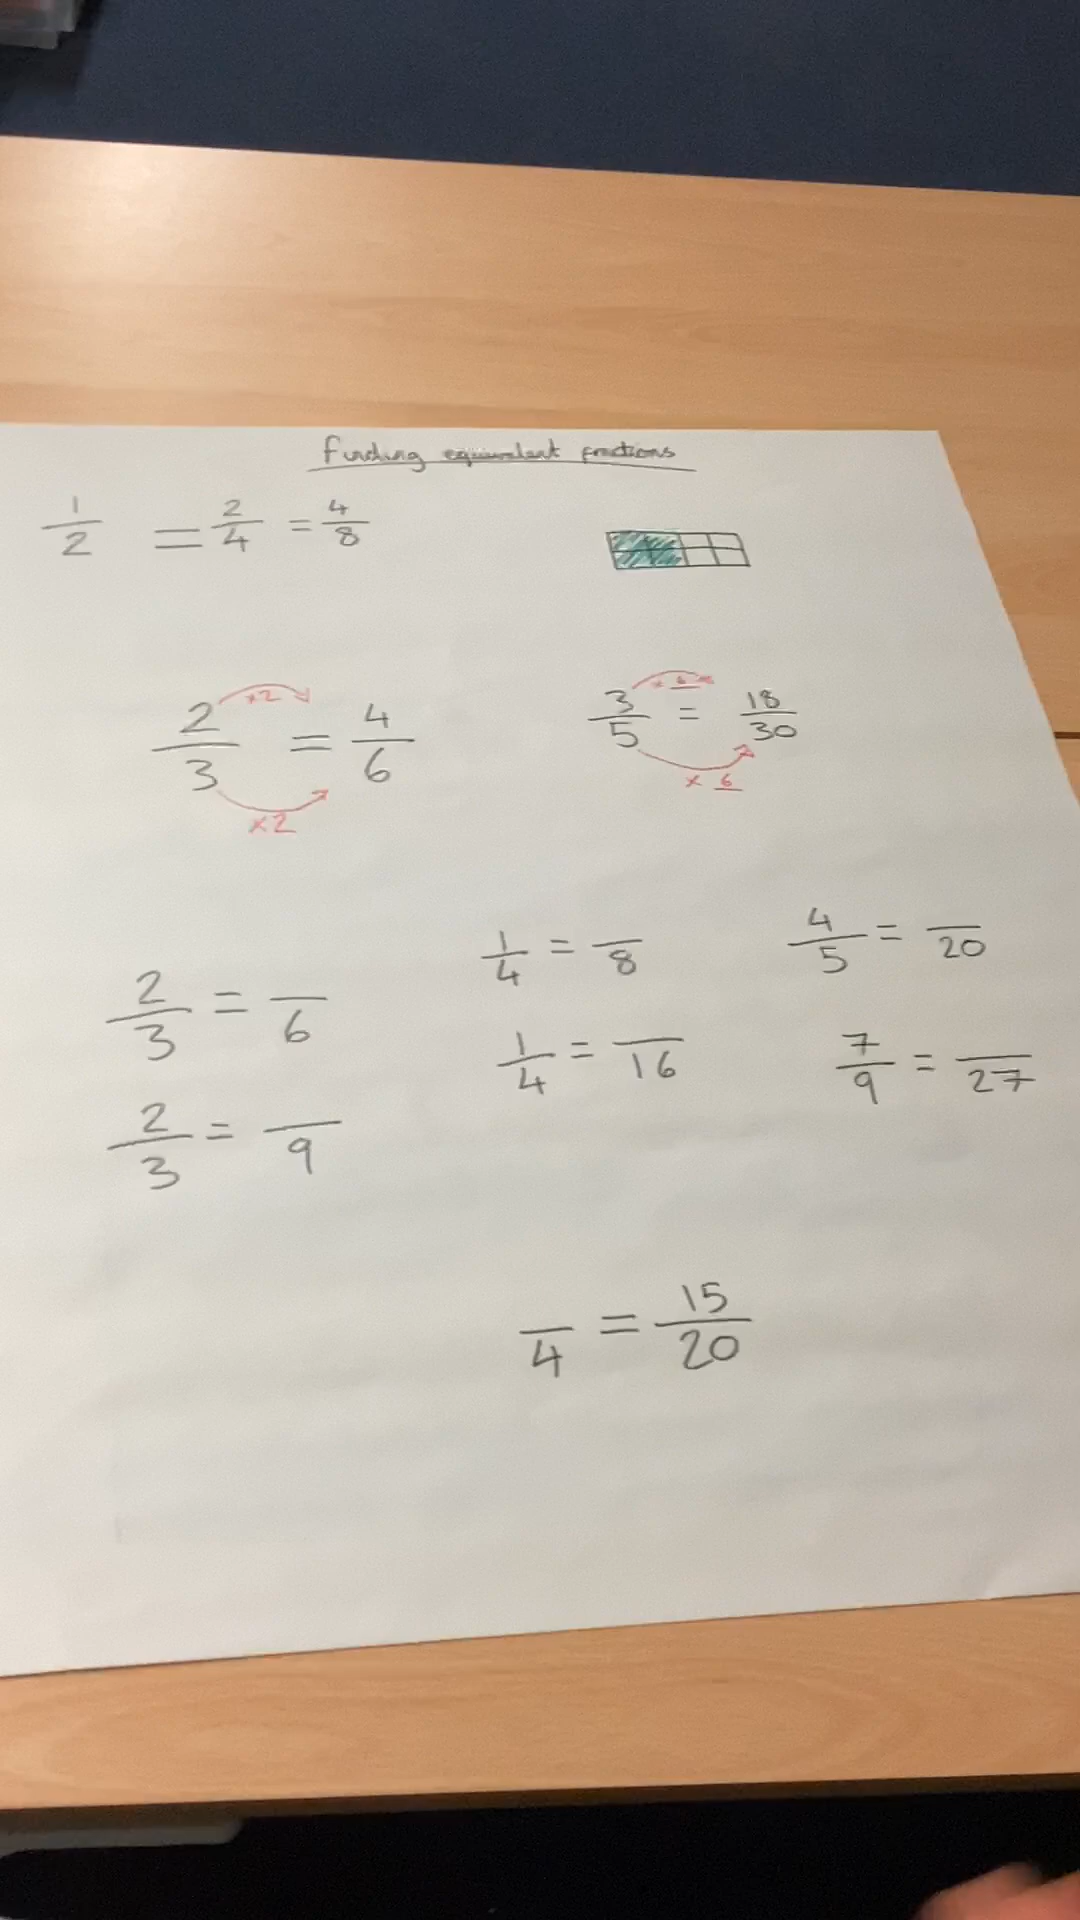 Finding equivalent fractions
1/2 = 2/4 = 4/8
×2 × 6
2/3 = 4/6 3/5 = 18/30
×2 × 6
1/4 = /8 4/5 = /20
2/3 = /6
1/4 = /16 7/9 = /27
2/3 = /9
/4 = 15/20